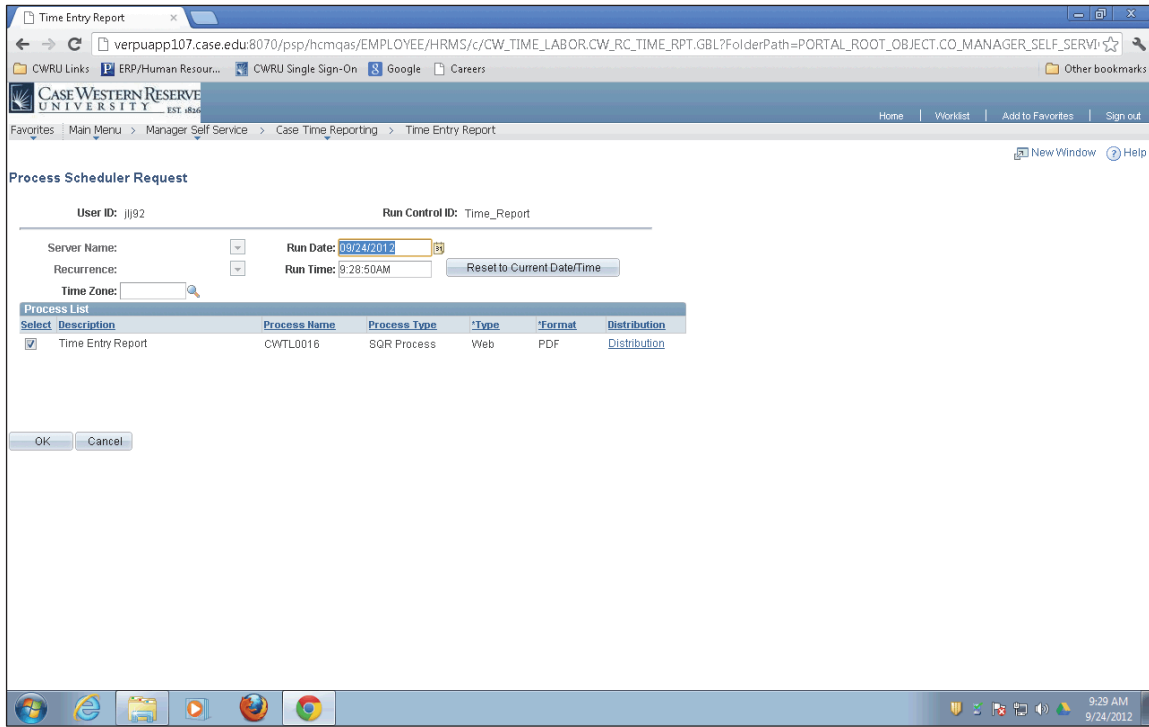 Time Entry Report
verpuapp107.case.edu:8070/psp/hcmqas/EMPLOYEE/HRMS/c/CW_TIME_LABOR.CW_RC_TIME_RPT.GBL?FolderPath=PORTAL_ROOT_OBJECT.CO_MANAGER_SELF_SERVI
CWRU Links ERP/Human Resour... CWRU Single Sign-On Google Careers Other bookmarks
CASE WESTERN RESERVE
UNIVERSITY EST. 1826
Home | Worklist | Add to Favorites | Sign out
Favorites Main Menu > Manager Self Service > Case Time Reporting > Time Entry Report
New Window ? Help
Process Scheduler Request
User ID: jlj92 Run Control ID: Time_Report
Server Name: Run Date: 09/24/2012 31
Recurrence: Run Time: 9:28:50AM Reset to Current Date/Time
Time Zone:
Process List
Select Description Process Name Process Type *Type *Format Distribution
Time Entry Report CWTL0016 SQR Process Web PDF Distribution
OK Cancel
9:29 AM
9/24/2012